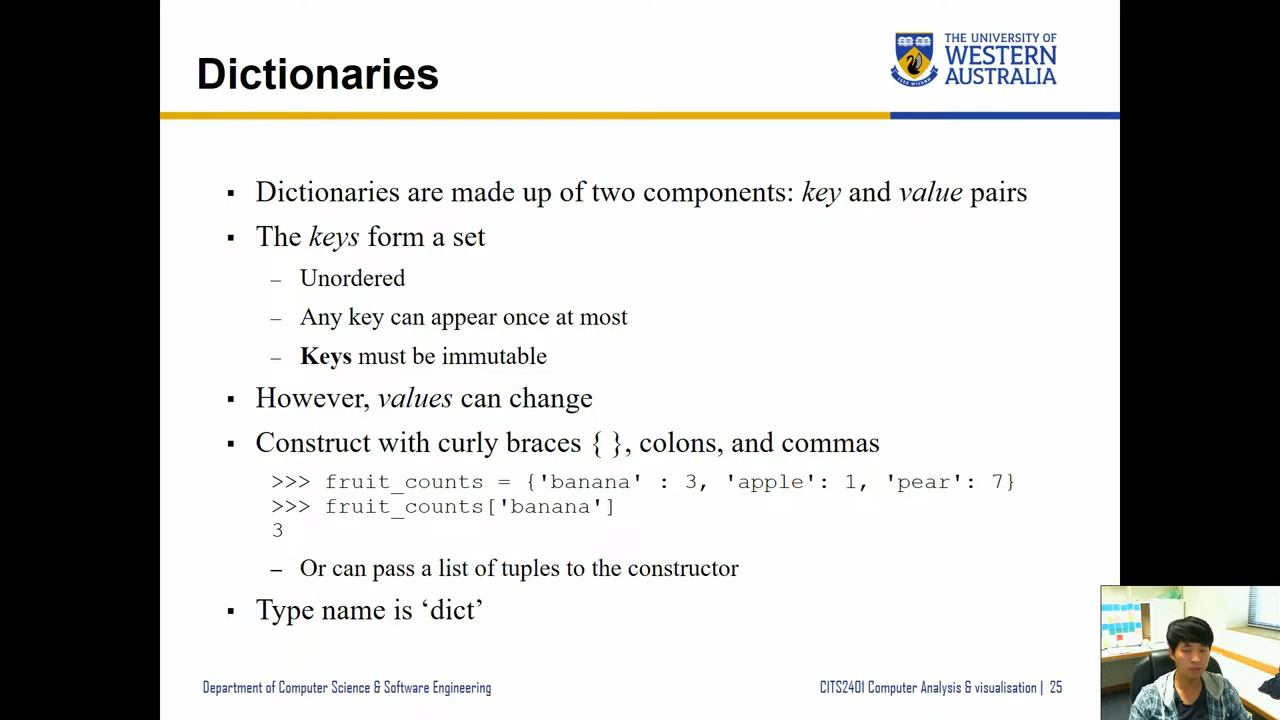 Dictionaries
THE UNIVERSITY OF
WESTERN
AUSTRALIA
▪ Dictionaries are made up of two components: key and value pairs
▪ The keys form a set
– Unordered
– Any key can appear once at most
– Keys must be immutable
▪ However, values can change
▪ Construct with curly braces { }, colons, and commas
>>> fruit_counts = {'banana' : 3, 'apple': 1, 'pear': 7}
>>> fruit_counts['banana']
3
– Or can pass a list of tuples to the constructor
▪ Type name is ‘dict’
Department of Computer Science & Software Engineering
CITS2401 Computer Analysis & visualisation | 25